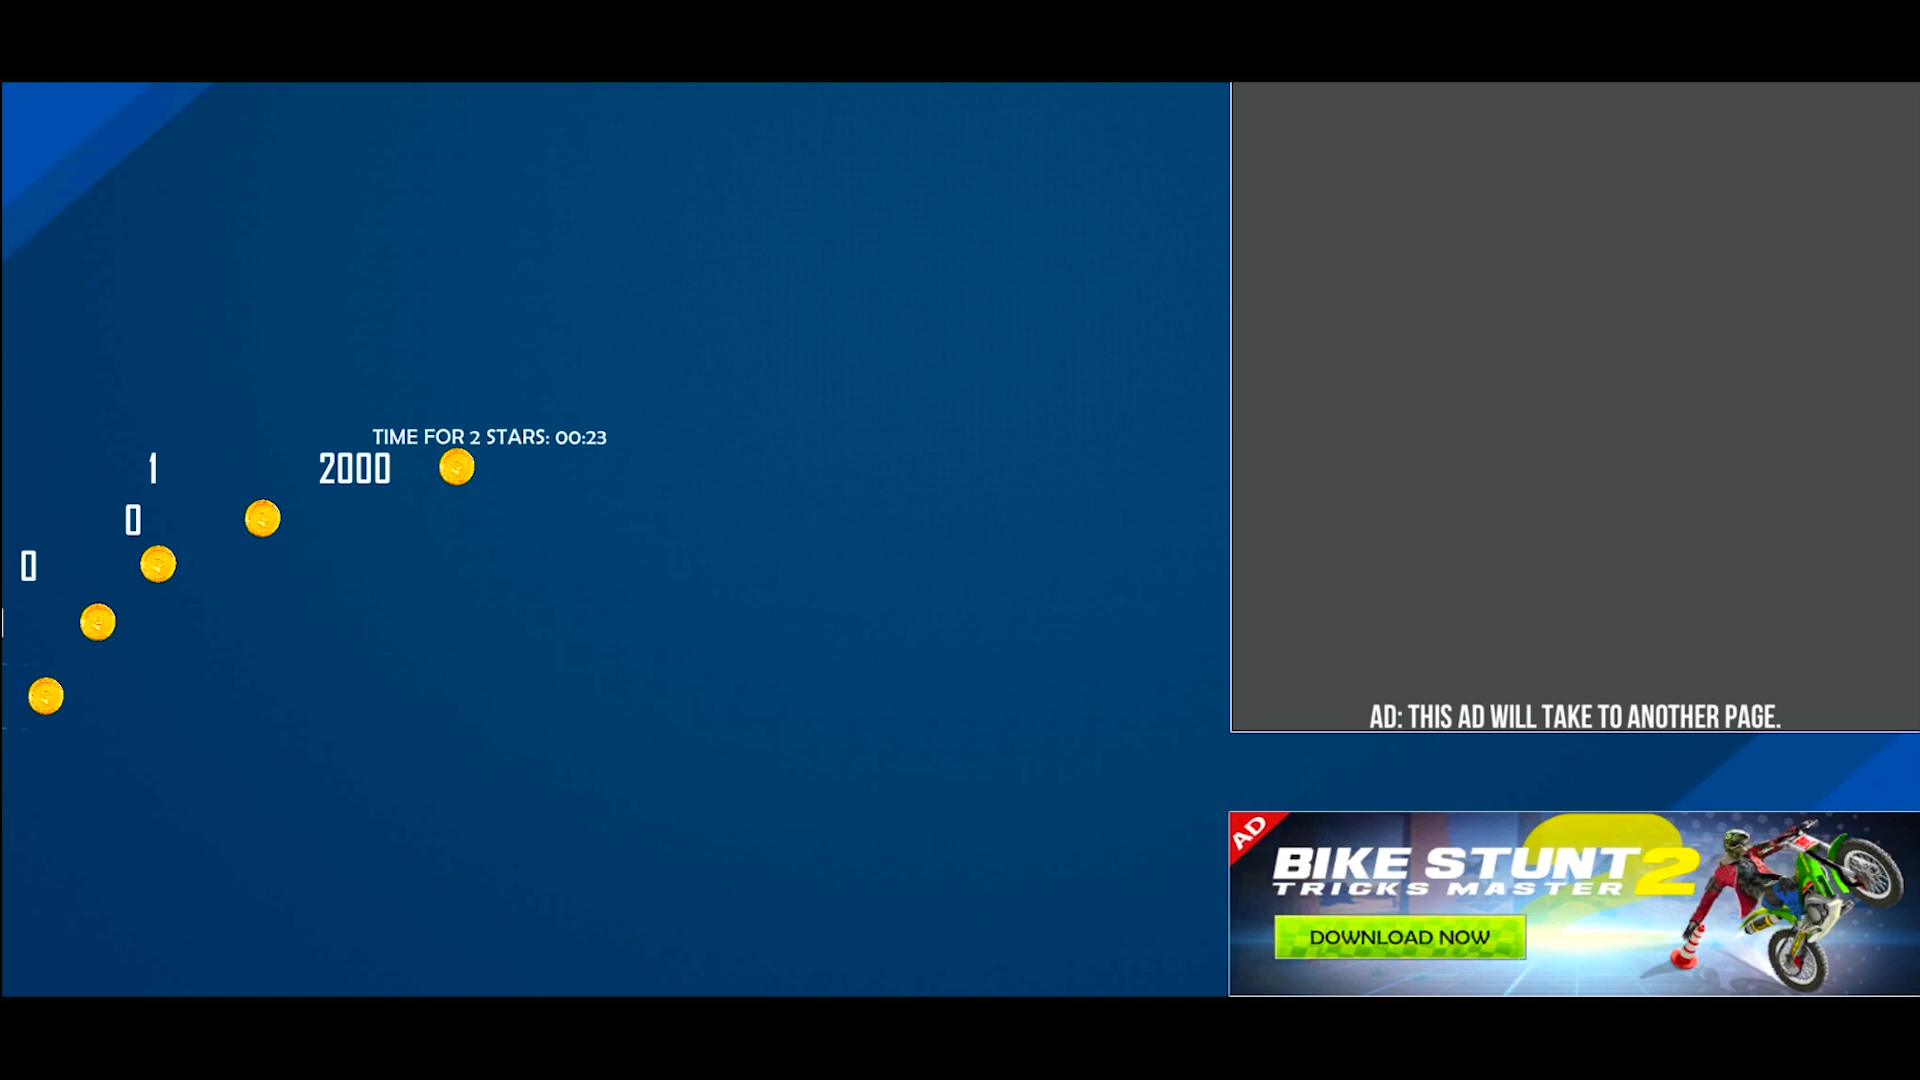 TIME FOR 2 STARS: 00:23
1
2000
0
0
AD: THIS AD WILL TAKE TO ANOTHER PAGE.
AD
BIKE STUNT 2
TRICKS MASTER
DOWNLOAD NOW